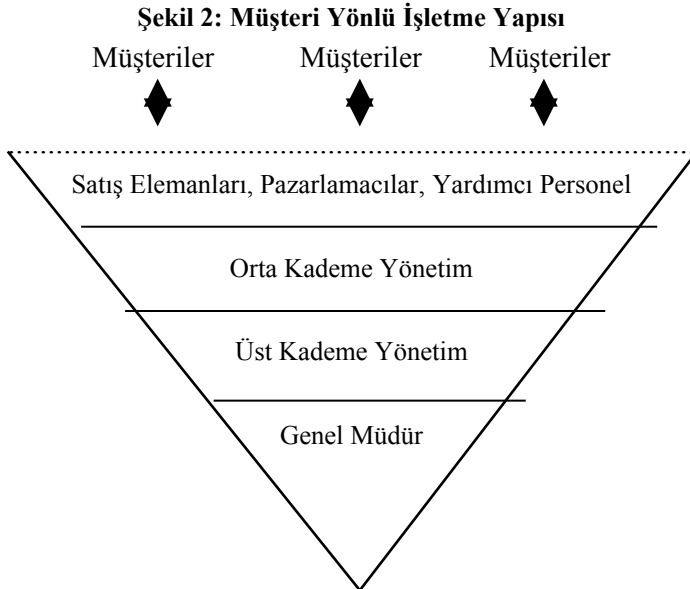 Şekil 2: Müşteri Yönlü İşletme Yapısı
Müşteriler Müşteriler Müşteriler
Satış Elemanları, Pazarlamacılar, Yardımcı Personel
Orta Kademe Yönetim
Üst Kademe Yönetim
Genel Müdür